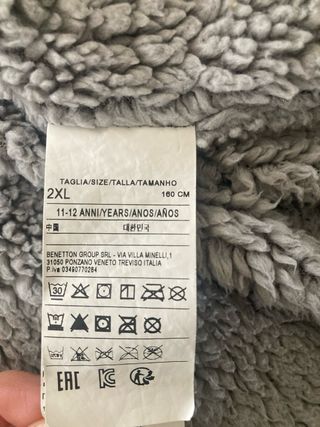 TAGLIA/SIZE/TALLA/TAMANHO
2XL 160 CM
11-12 ANNI/YEARS/ANOS/AÑOS
中国 대한민국
BENETTON GROUP SRL - VIA VILLA MINELLI, 1
31050 PONZANO VENETO TREVISO ITALIA
P.Iva 03490770264
30
EAC KC